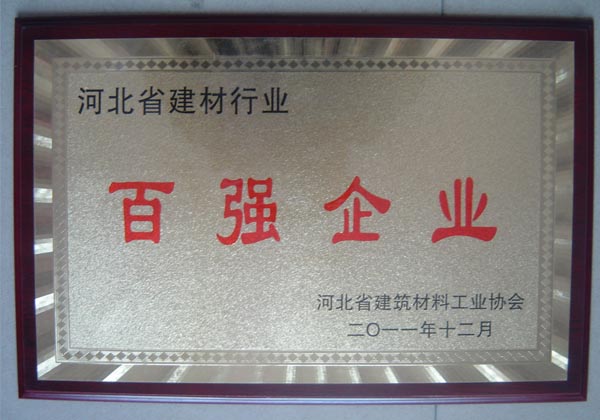 河北省建材行业
百强企业
河北省建筑材料工业协会
二〇一一年十二月